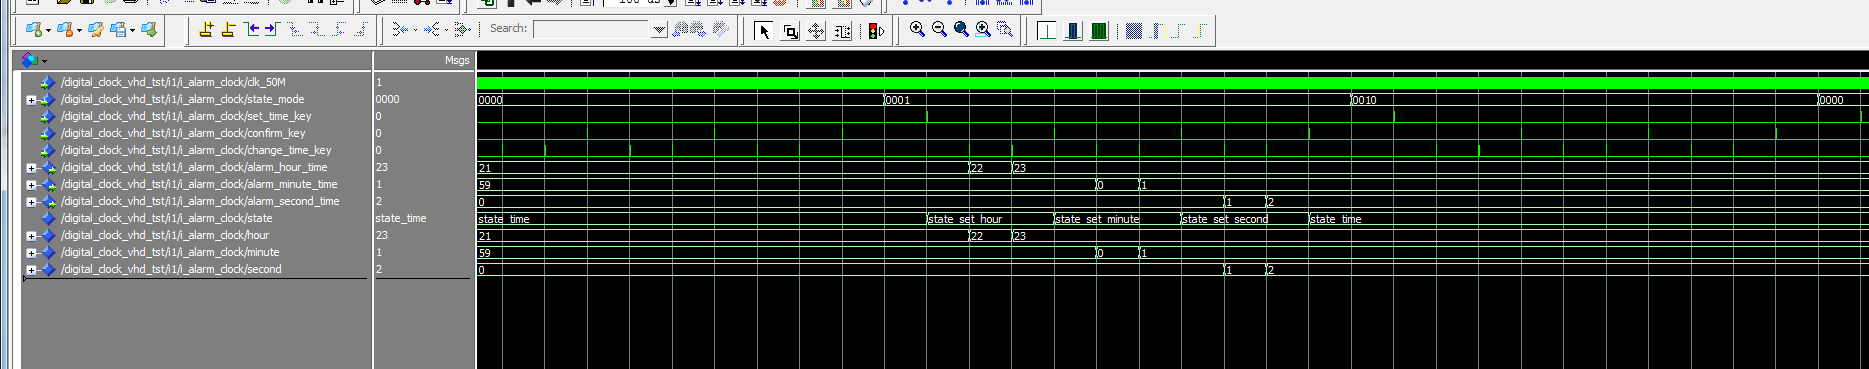 Search:
Msgs
/digital_clock_vhd_tst/i1/i_alarm_clock/clk_50M 1
/digital_clock_vhd_tst/i1/i_alarm_clock/state_mode 0000 0000 0001 0010 0000
/digital_clock_vhd_tst/i1/i_alarm_clock/set_time_key 0
/digital_clock_vhd_tst/i1/i_alarm_clock/confirm_key 0
/digital_clock_vhd_tst/i1/i_alarm_clock/change_time_key 0
/digital_clock_vhd_tst/i1/i_alarm_clock/alarm_hour_time 23 21 22 23
/digital_clock_vhd_tst/i1/i_alarm_clock/alarm_minute_time 1 59 0 1
/digital_clock_vhd_tst/i1/i_alarm_clock/alarm_second_time 2 0 1 2
/digital_clock_vhd_tst/i1/i_alarm_clock/state state_time state_time state_set_hour state_set_minute state_set_second state_time
/digital_clock_vhd_tst/i1/i_alarm_clock/hour 23 21 22 23
/digital_clock_vhd_tst/i1/i_alarm_clock/minute 1 59 0 1
/digital_clock_vhd_tst/i1/i_alarm_clock/second 2 0 1 2